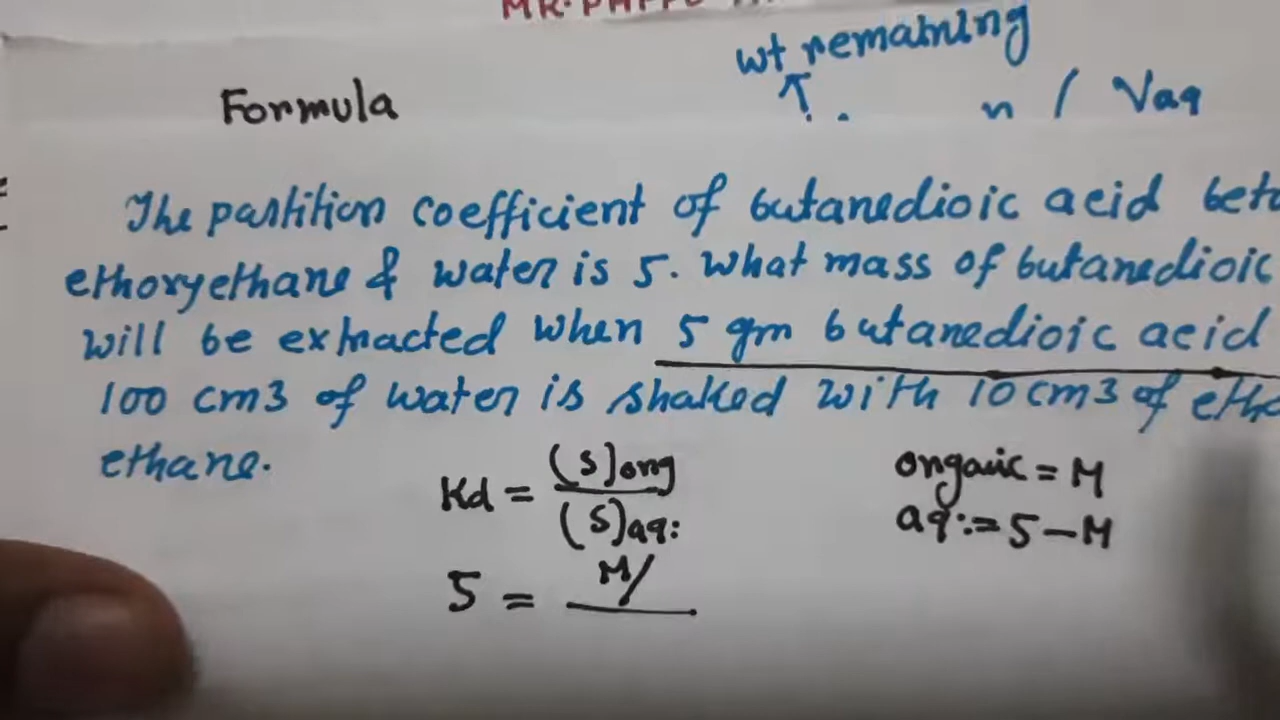 wt remaining
Formula
n / Vaq
The partition coefficient of butanedioic acid
ethoxyethane & water is 5. What mass of butanedioic
will be extracted when 5 gm butanedioic acid
100 cm3 of water is shaked with 10 cm3 of
ethane.
Kd = (S)org / (S)aq:
organic = M
aq: = 5 - M
5 = M/